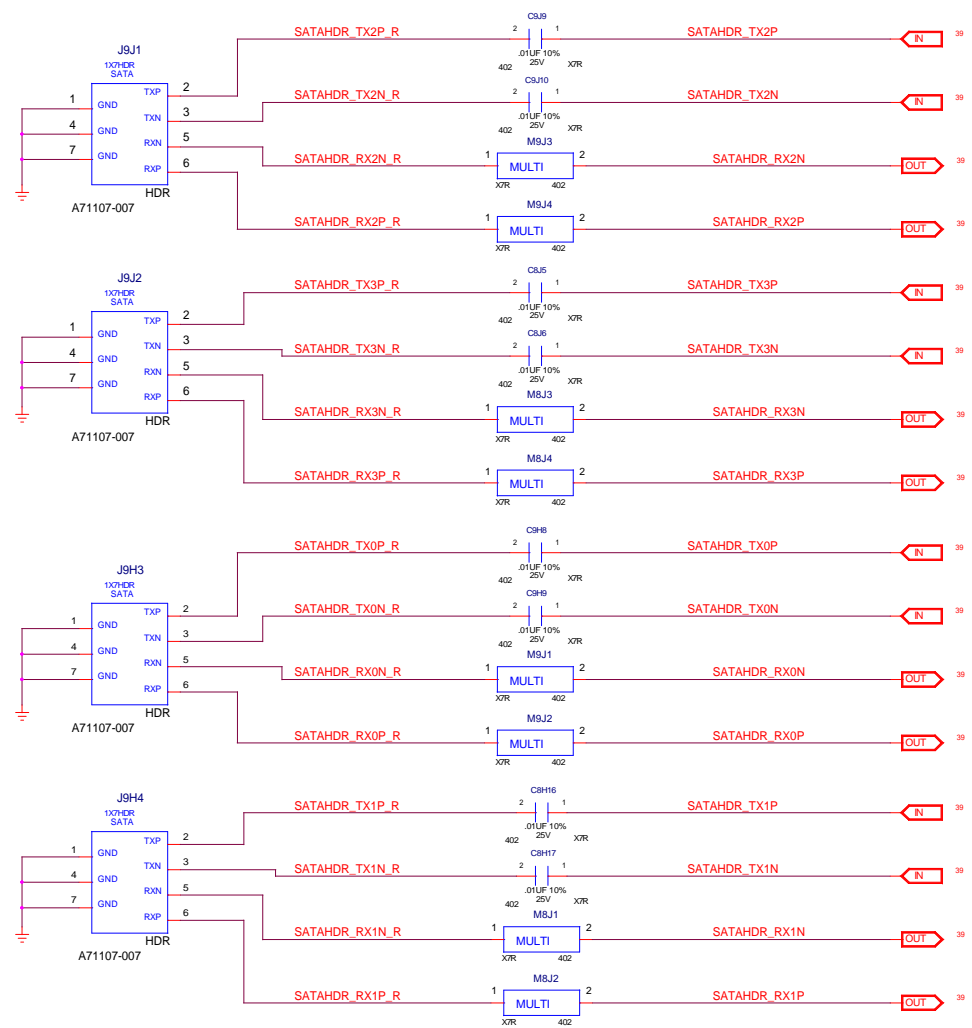 J9J1
1X7HDR
SATA
1 GND TXP 2 SATAHDR_TX2P_R 2 C9J9 1 SATAHDR_TX2P IN 39
.01UF 10%
402 25V X7R
4 GND TXN 3 SATAHDR_TX2N_R 2 C9J10 1 SATAHDR_TX2N IN 39
.01UF 10%
402 25V X7R
7 GND RXN 5 SATAHDR_RX2N_R 1 M9J3 MULTI 2 SATAHDR_RX2N OUT 39
X7R 402
RXP 6 SATAHDR_RX2P_R 1 M9J4 MULTI 2 SATAHDR_RX2P OUT 39
X7R 402
HDR
A71107-007
J9J2
1X7HDR
SATA
1 GND TXP 2 SATAHDR_TX3P_R 2 C8J5 1 SATAHDR_TX3P IN 39
.01UF 10%
402 25V X7R
4 GND TXN 3 SATAHDR_TX3N_R 2 C8J6 1 SATAHDR_TX3N IN 39
.01UF 10%
402 25V X7R
7 GND RXN 5 SATAHDR_RX3N_R 1 M8J3 MULTI 2 SATAHDR_RX3N OUT 39
X7R 402
RXP 6 SATAHDR_RX3P_R 1 M8J4 MULTI 2 SATAHDR_RX3P OUT 39
X7R 402
HDR
A71107-007
J9H3
1X7HDR
SATA
1 GND TXP 2 SATAHDR_TX0P_R 2 C9H8 1 SATAHDR_TX0P IN 39
.01UF 10%
402 25V X7R
4 GND TXN 3 SATAHDR_TX0N_R 2 C9H9 1 SATAHDR_TX0N IN 39
.01UF 10%
402 25V X7R
7 GND RXN 5 SATAHDR_RX0N_R 1 M9J1 MULTI 2 SATAHDR_RX0N OUT 39
X7R 402
RXP 6 SATAHDR_RX0P_R 1 M9J2 MULTI 2 SATAHDR_RX0P OUT 39
X7R 402
HDR
A71107-007
J9H4
1X7HDR
SATA
1 GND TXP 2 SATAHDR_TX1P_R 2 C8H16 1 SATAHDR_TX1P IN 39
.01UF 10%
402 25V X7R
4 GND TXN 3 SATAHDR_TX1N_R 2 C8H17 1 SATAHDR_TX1N IN 39
.01UF 10%
402 25V X7R
7 GND RXN 5 SATAHDR_RX1N_R 1 M8J1 MULTI 2 SATAHDR_RX1N OUT 39
X7R 402
RXP 6 SATAHDR_RX1P_R 1 M8J2 MULTI 2 SATAHDR_RX1P OUT 39
X7R 402
HDR
A71107-007